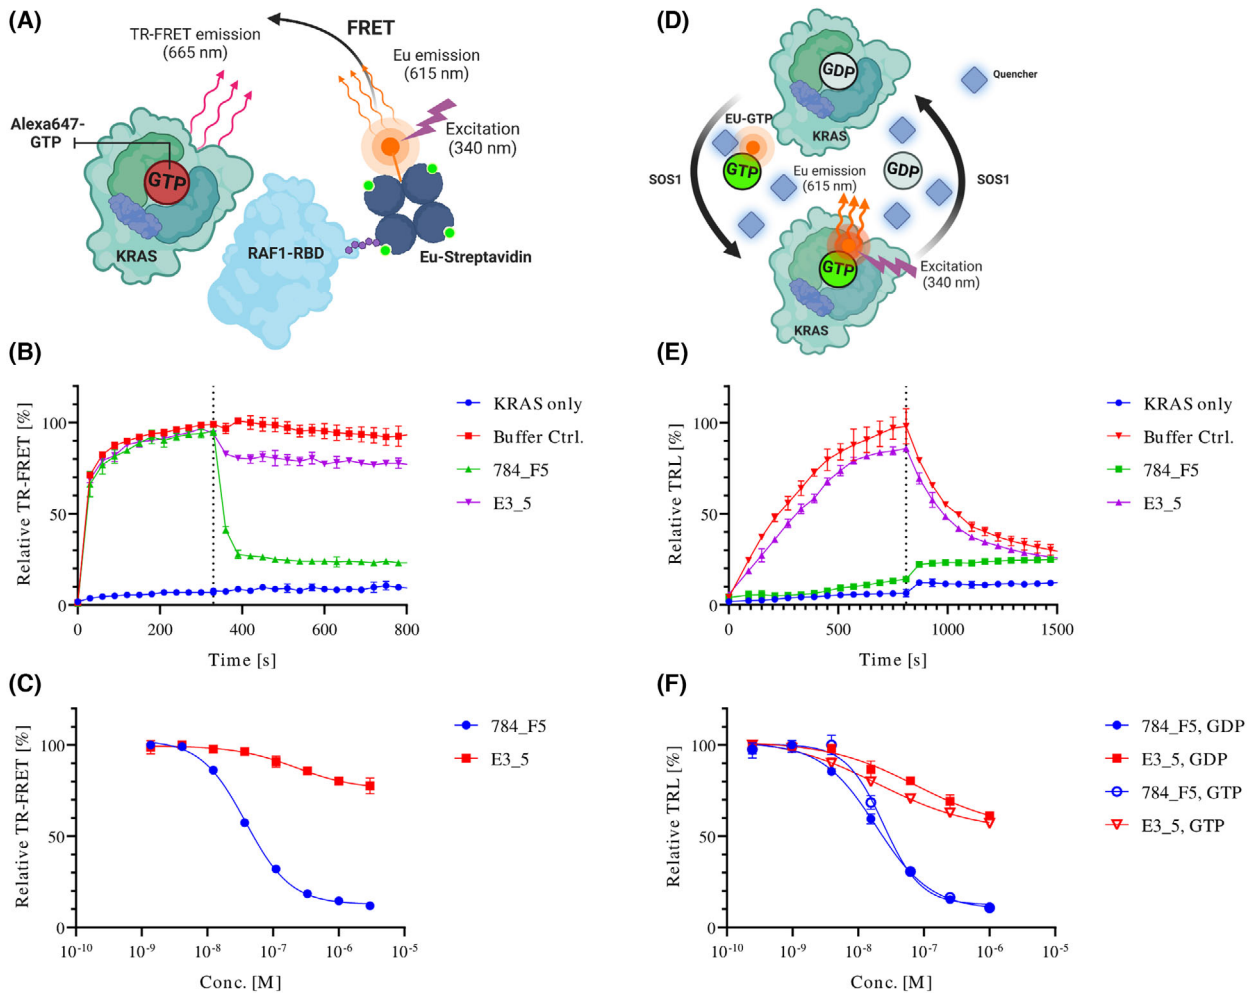 (A)
TR-FRET emission
(665 nm)
FRET
Eu emission
(615 nm)
Alexa647-
GTP
Excitation
(340 nm)
GTP
KRAS
RAF1-RBD
Eu-Streptavidin
(D)
GDP
Quencher
KRAS
EU-GTP
GTP
Eu emission
(615 nm)
GDP
SOS1
SOS1
GTP
Excitation
(340 nm)
KRAS
(B)
Relative TR-FRET [%]
100
50
0
0
200
400
600
800
Time [s]
KRAS only
Buffer Ctrl.
784_F5
E3_5
(E)
Relative TRL [%]
100
50
0
0
500
1000
1500
Time [s]
KRAS only
Buffer Ctrl.
784_F5
E3_5
(C)
Relative TR-FRET [%]
100
50
0
10-10
10-9
10-8
10-7
10-6
10-5
Conc. [M]
784_F5
E3_5
(F)
Relative TRL [%]
100
50
0
10-10
10-9
10-8
10-7
10-6
10-5
Conc. [M]
784_F5, GDP
E3_5, GDP
784_F5, GTP
E3_5, GTP